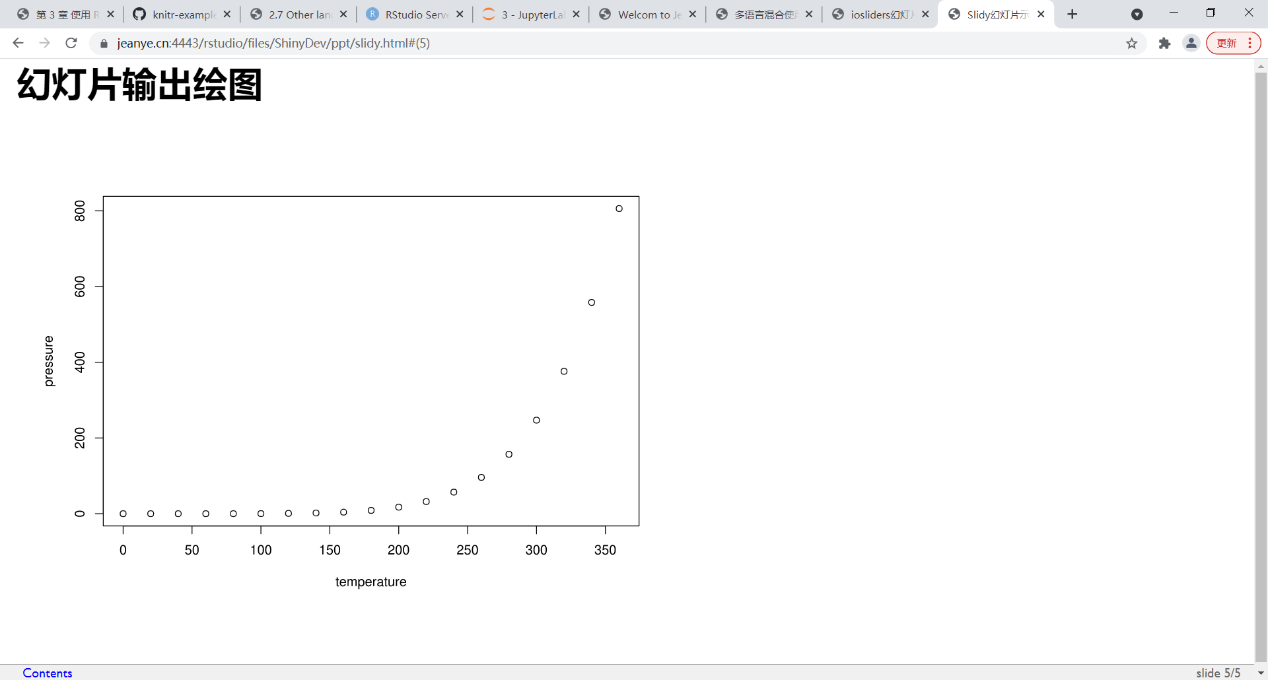 第 3 章 使用 R
knitr-example
2.7 Other lan
RStudio Serve
3 - JupyterLab
Welcom to Je
多语言混合使
iosliders幻灯片
Slidy幻灯片示
jeanye.cn:4443/rstudio/files/ShinyDev/ppt/slidy.html#(5)
更新
幻灯片输出绘图
800
600
400
200
0
pressure
0 50 100 150 200 250 300 350
temperature
Contents
slide 5/5